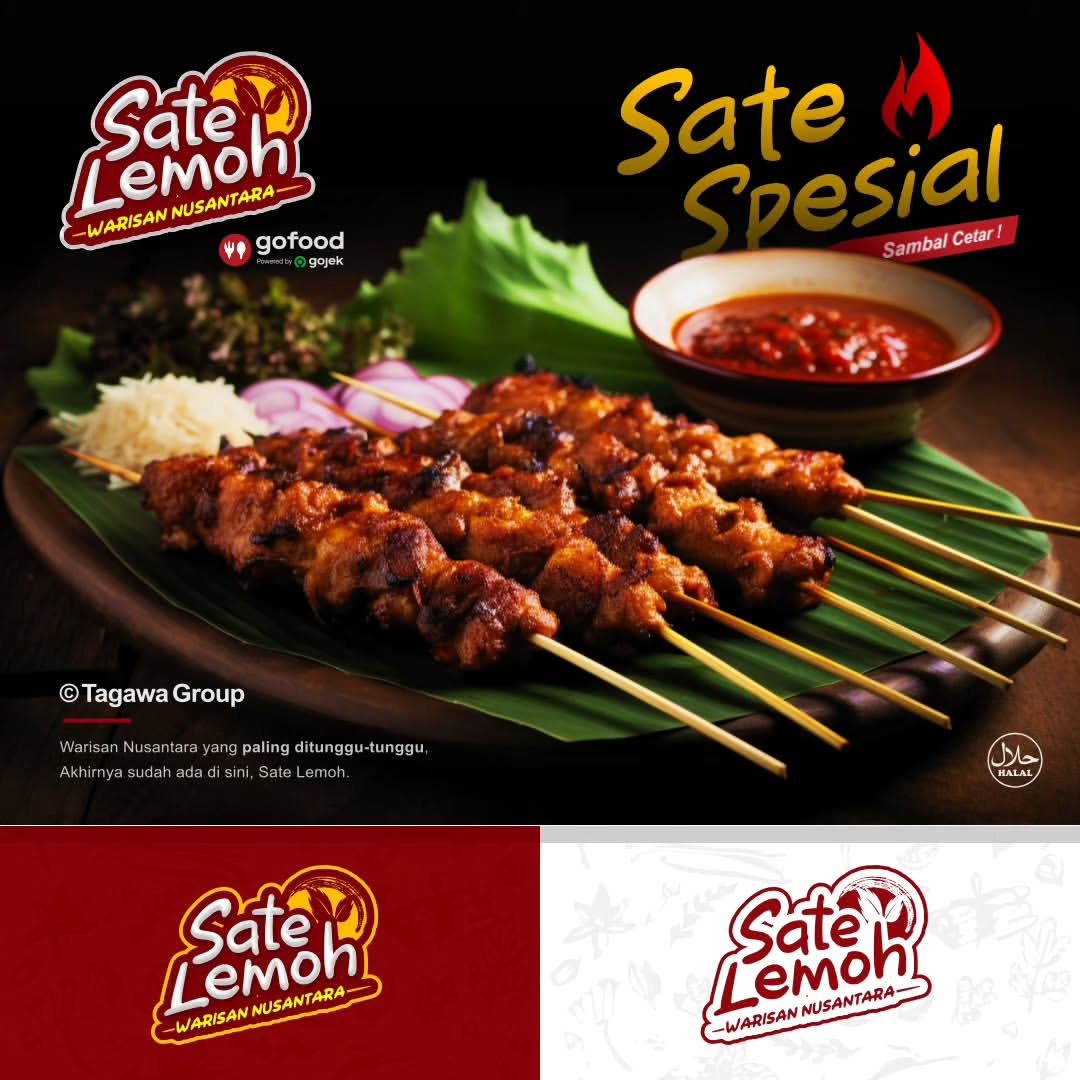 Sate
Lemoh
WARISAN NUSANTARA
gofood
Powered by gojek
Sate
Spesial
Sambal Cetar !
© Tagawa Group
Warisan Nusantara yang paling ditunggu-tunggu,
Akhirnya sudah ada di sini, Sate Lemoh.
حلال
HALAL
Sate
Lemoh
WARISAN NUSANTARA
Sate
Lemoh
WARISAN NUSANTARA